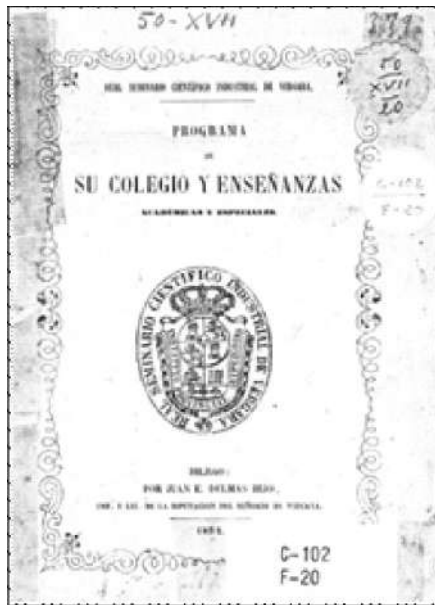 50-XVII
50
XVII
20
REAL SEMINARIO CIENTÍFICO INDUSTRIAL DE VERGARA.
PROGRAMA
DE
SU COLEGIO Y ENSEÑANZAS
ACADÉMICAS Y ESPECIALES.
REAL SEMINARIO CIENTIFICO INDUSTRIAL DE VERGARA
BILBAO:
POR JUAN E. DELMAS HIJO,
IMP. Y LIT. DE LA DIPUTACION DEL SEÑORIO DE VIZCAYA.
C-102
F-20
C-102
F-20